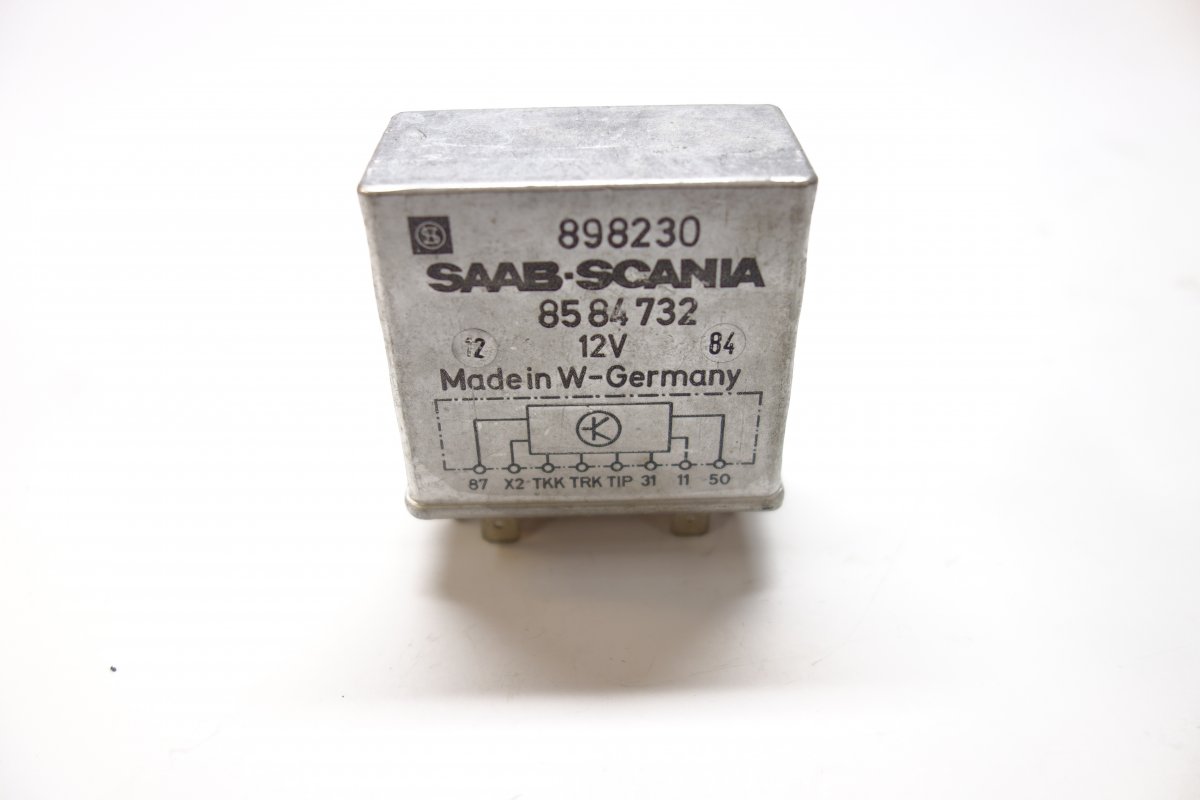 898230
SAAB·SCANIA
85 84 732
12 12V 84
Made in W-Germany
87 X2 TKK TRK TIP 31 11 50